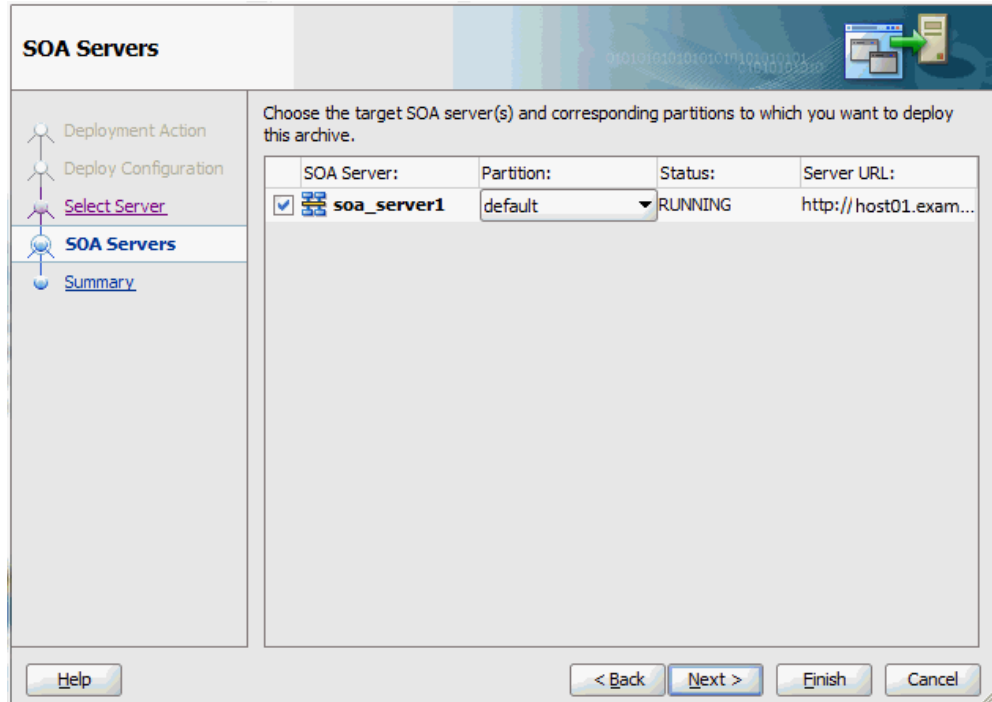 SOA Servers
Deployment Action
Deploy Configuration
Select Server
SOA Servers
Summary
Choose the target SOA server(s) and corresponding partitions to which you want to deploy
this archive.
SOA Server: Partition: Status: Server URL:
soa_server1 default RUNNING http://host01.exam...
Help < Back Next > Finish Cancel